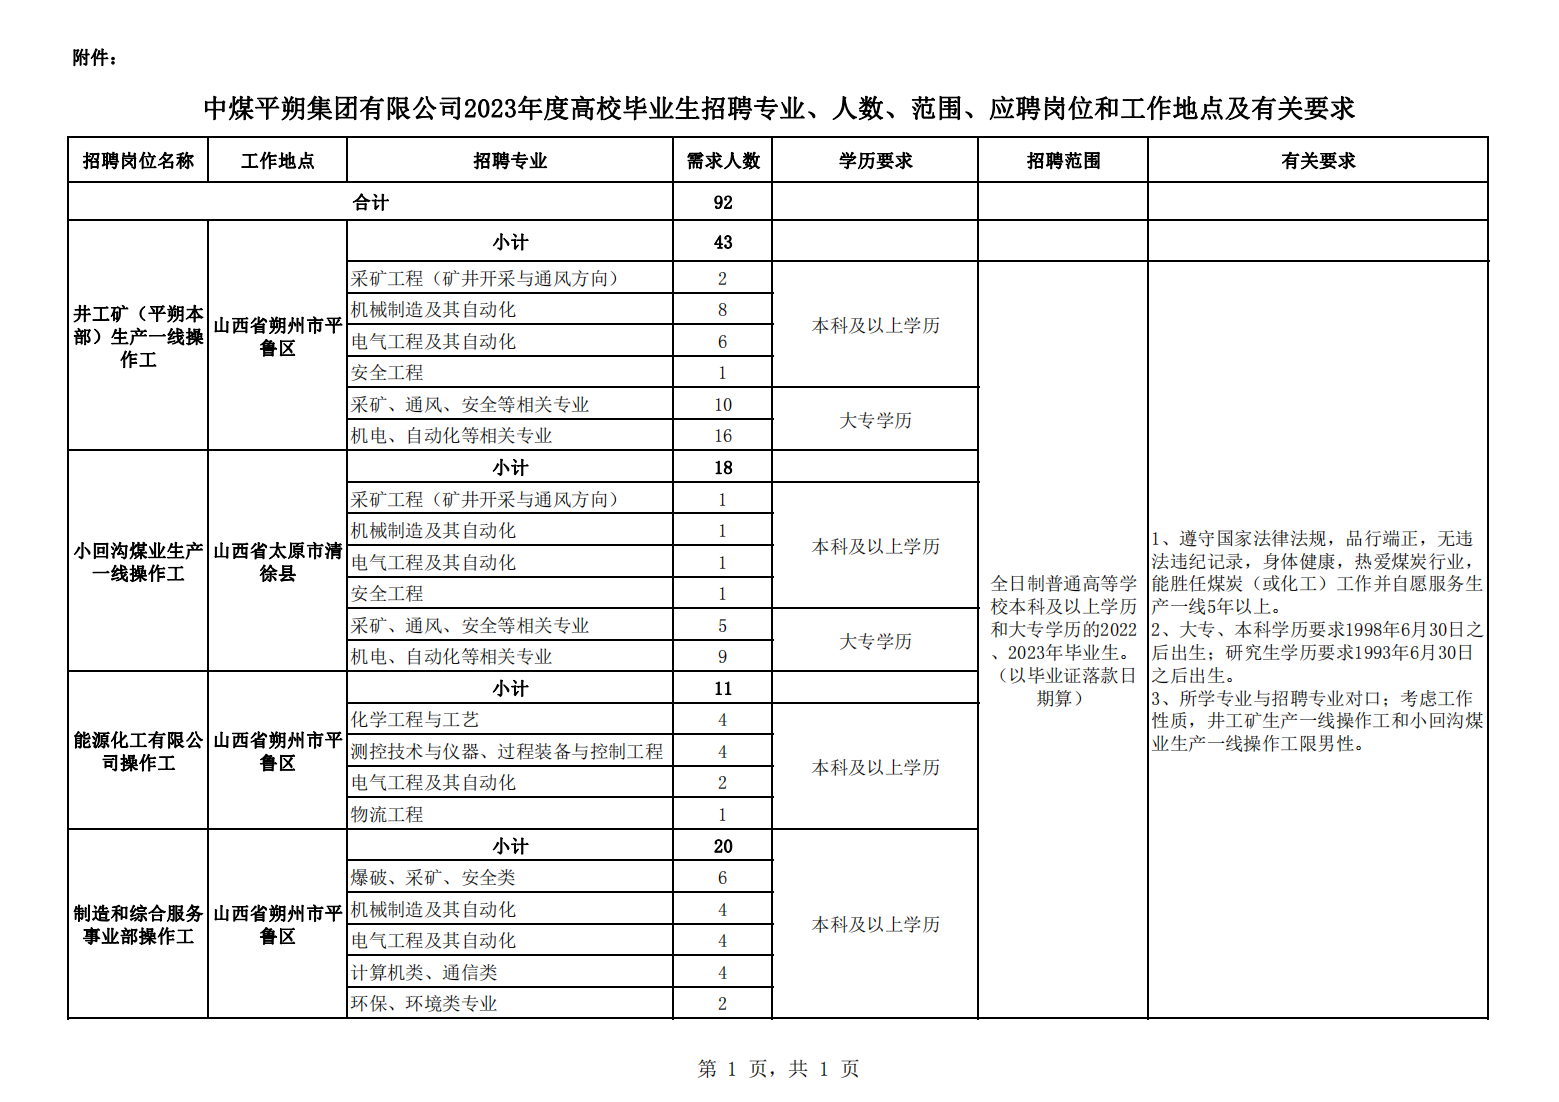 附件：
中煤平朔集团有限公司2023年度高校毕业生招聘专业、人数、范围、应聘岗位和工作地点及有关要求
招聘岗位名称 工作地点 招聘专业 需求人数 学历要求 招聘范围 有关要求
合计 92
井工矿（平朔本
部）生产一线操
作工
山西省朔州市平
鲁区
小计 43
采矿工程（矿井开采与通风方向） 2
机械制造及其自动化 8
电气工程及其自动化 6
安全工程 1
本科及以上学历
采矿、通风、安全等相关专业 10
机电、自动化等相关专业 16
大专学历
小回沟煤业生产
一线操作工
山西省太原市清
徐县
小计 18
采矿工程（矿井开采与通风方向） 1
机械制造及其自动化 1
电气工程及其自动化 1
安全工程 1
本科及以上学历
采矿、通风、安全等相关专业 5
机电、自动化等相关专业 9
大专学历
能源化工有限公
司操作工
山西省朔州市平
鲁区
小计 11
化学工程与工艺 4
测控技术与仪器、过程装备与控制工程 4
电气工程及其自动化 2
物流工程 1
本科及以上学历
制造和综合服务
事业部操作工
山西省朔州市平
鲁区
小计 20
爆破、采矿、安全类 6
机械制造及其自动化 4
电气工程及其自动化 4
计算机类、通信类 4
环保、环境类专业 2
本科及以上学历
全日制普通高等学
校本科及以上学历
和大专学历的2022
、2023年毕业生。
（以毕业证落款日
期算）
1、遵守国家法律法规，品行端正，无违
法违纪记录，身体健康，热爱煤炭行业，
能胜任煤炭（或化工）工作并自愿服务生
产一线5年以上。
2、大专、本科学历要求1998年6月30日之
后出生；研究生学历要求1993年6月30日
之后出生。
3、所学专业与招聘专业对口；考虑工作
性质，井工矿生产一线操作工和小回沟煤
业生产一线操作工限男性。
第 1 页，共 1 页